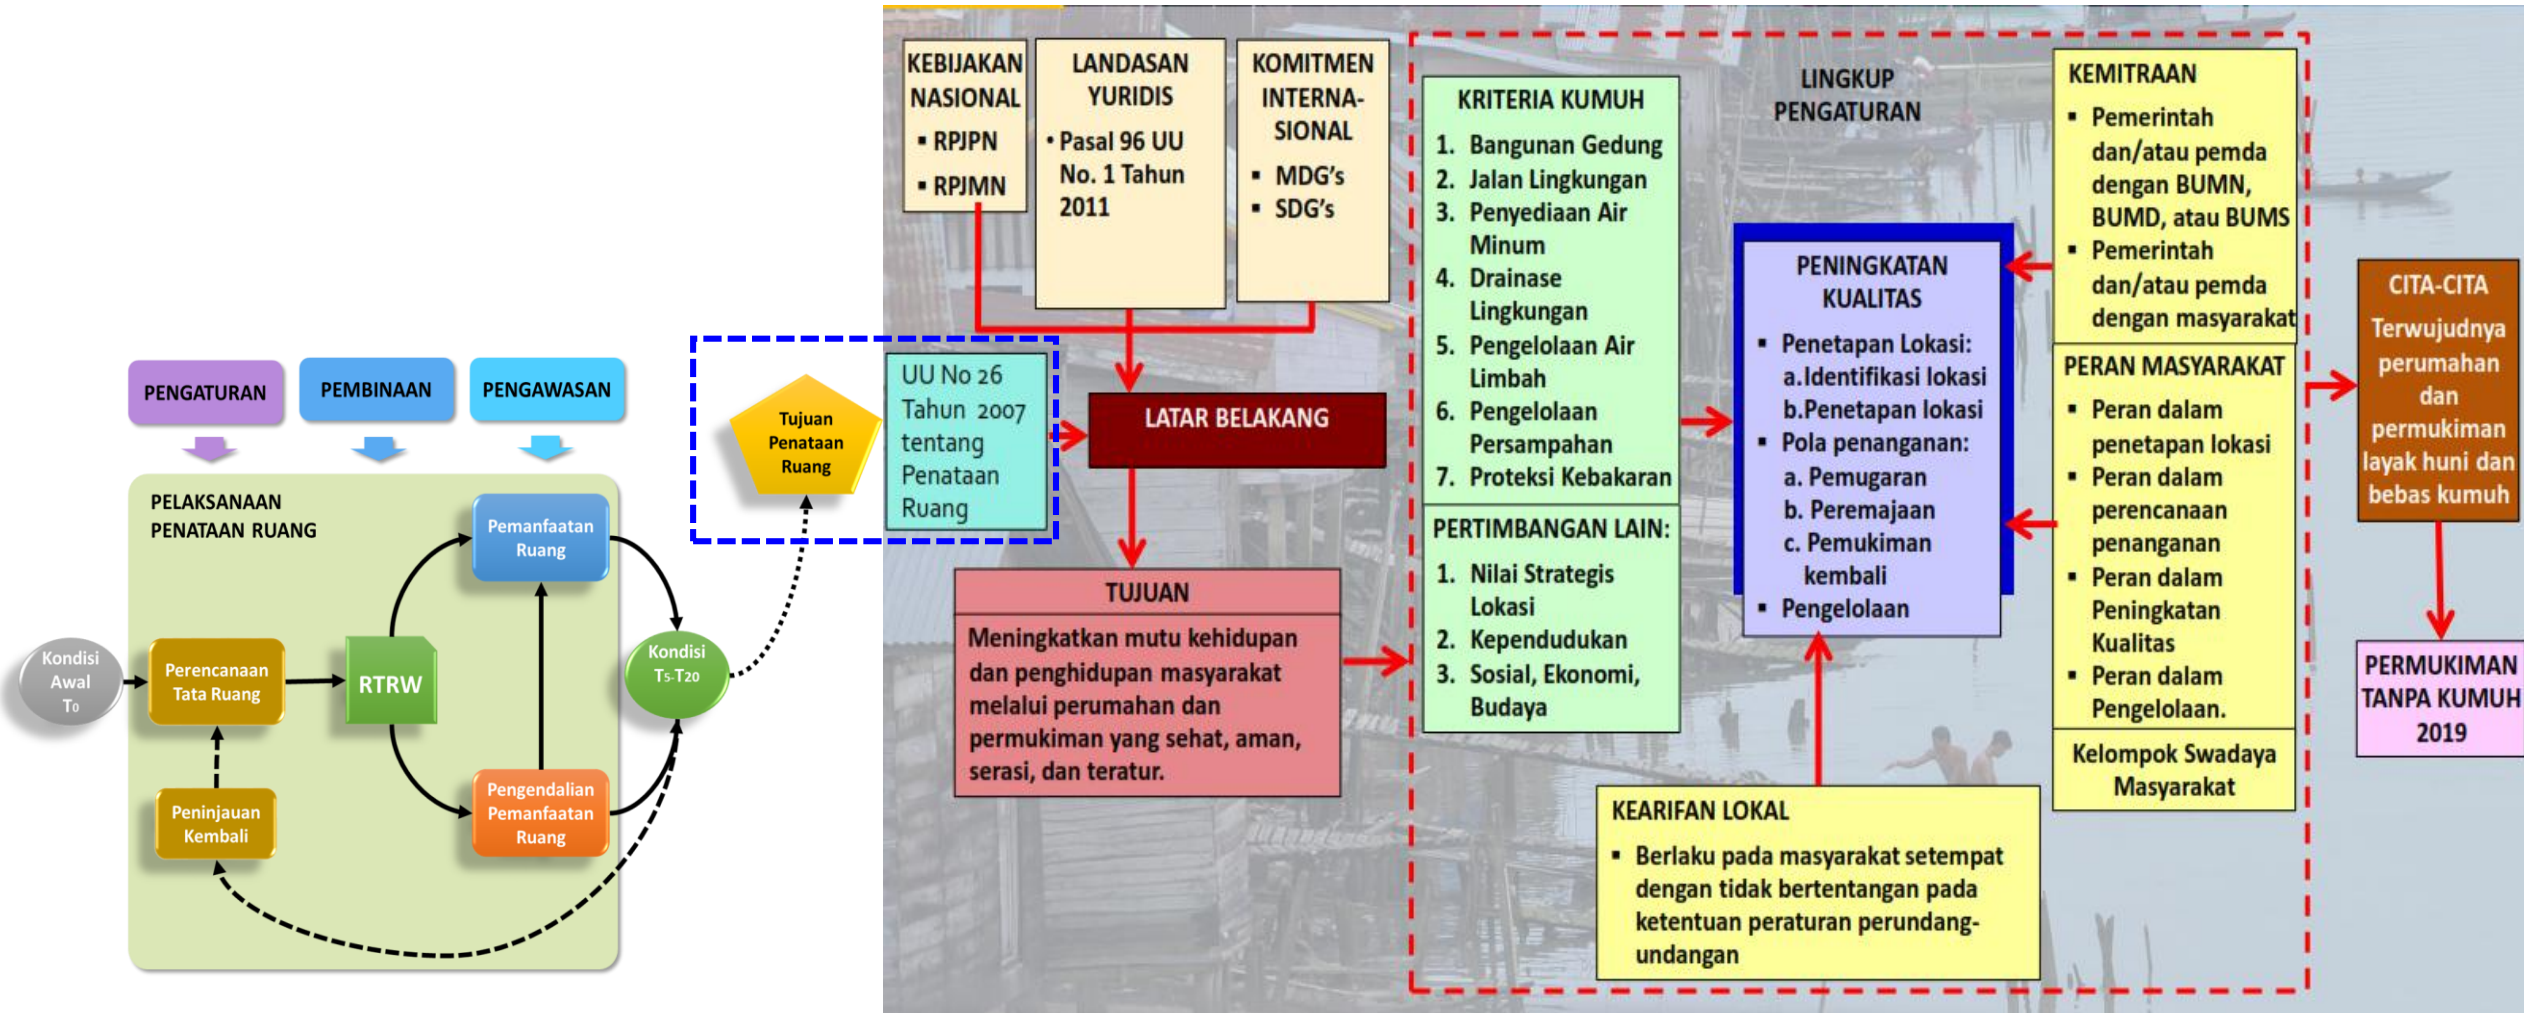 PENGATURAN
PEMBINAAN
PENGAWASAN
PELAKSANAAN
PENATAAN RUANG
Kondisi
Awal
T0
Perencanaan
Tata Ruang
Peninjauan
Kembali
RTRW
Pemanfaatan
Ruang
Pengendalian
Pemanfaatan
Ruang
Kondisi
T5-T20
Tujuan
Penataan
Ruang
UU No 26
Tahun 2007
tentang
Penataan
Ruang
KEBIJAKAN
NASIONAL
▪ RPJPN
▪ RPJMN
LANDASAN
YURIDIS
• Pasal 96 UU
No. 1 Tahun
2011
KOMITMEN
INTERNA-
SIONAL
▪ MDG's
▪ SDG's
LATAR BELAKANG
TUJUAN
Meningkatkan mutu kehidupan
dan penghidupan masyarakat
melalui perumahan dan
permukiman yang sehat, aman,
serasi, dan teratur.
KRITERIA KUMUH
1. Bangunan Gedung
2. Jalan Lingkungan
3. Penyediaan Air
Minum
4. Drainase
Lingkungan
5. Pengelolaan Air
Limbah
6. Pengelolaan
Persampahan
7. Proteksi Kebakaran
PERTIMBANGAN LAIN:
1. Nilai Strategis
Lokasi
2. Kependudukan
3. Sosial, Ekonomi,
Budaya
LINGKUP
PENGATURAN
PENINGKATAN
KUALITAS
▪ Penetapan Lokasi:
a.Identifikasi lokasi
b.Penetapan lokasi
▪ Pola penanganan:
a. Pemugaran
b. Peremajaan
c. Pemukiman
kembali
▪ Pengelolaan
KEARIFAN LOKAL
▪ Berlaku pada masyarakat setempat
dengan tidak bertentangan pada
ketentuan peraturan perundang-
undangan
KEMITRAAN
▪ Pemerintah
dan/atau pemda
dengan BUMN,
BUMD, atau BUMS
▪ Pemerintah
dan/atau pemda
dengan masyarakat
PERAN MASYARAKAT
▪ Peran dalam
penetapan lokasi
▪ Peran dalam
perencanaan
penanganan
▪ Peran dalam
Peningkatan
Kualitas
▪ Peran dalam
Pengelolaan.
Kelompok Swadaya
Masyarakat
CITA-CITA
Terwujudnya
perumahan
dan
permukiman
layak huni dan
bebas kumuh
PERMUKIMAN
TANPA KUMUH
2019